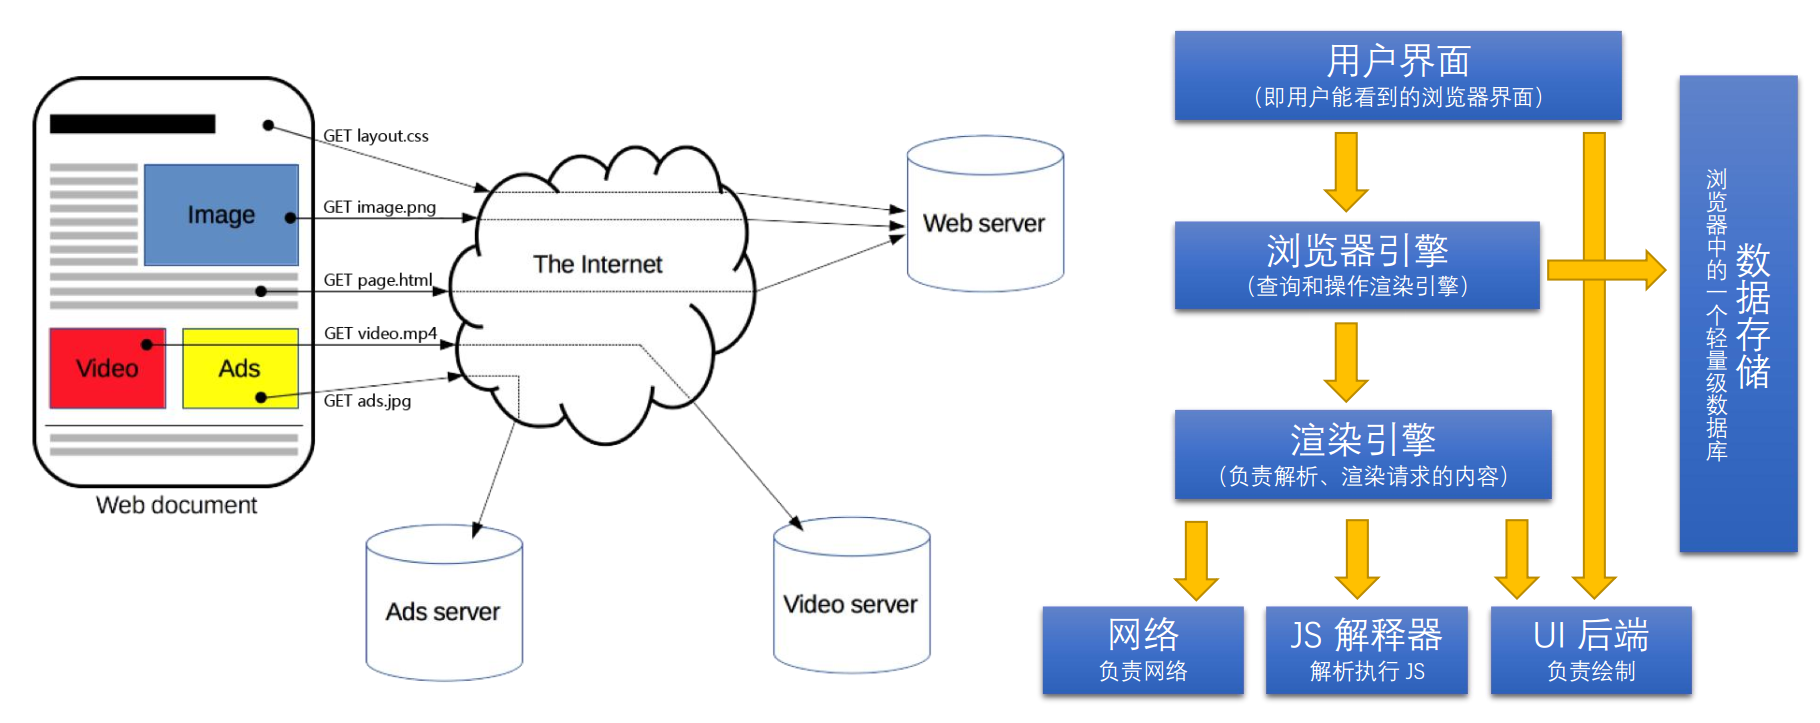 GET layout.css
Image
GET image.png
The Internet
Web server
GET page.html
GET video.mp4
Video
Ads
GET ads.jpg
Web document
Ads server
Video server
用户界面
（即用户能看到的浏览器界面）
浏览器引擎
（查询和操作渲染引擎）
渲染引擎
（负责解析、渲染请求的内容）
网络
负责网络
JS 解释器
解析执行 JS
UI 后端
负责绘制
数据存储
浏览器中的一个轻量级数据库